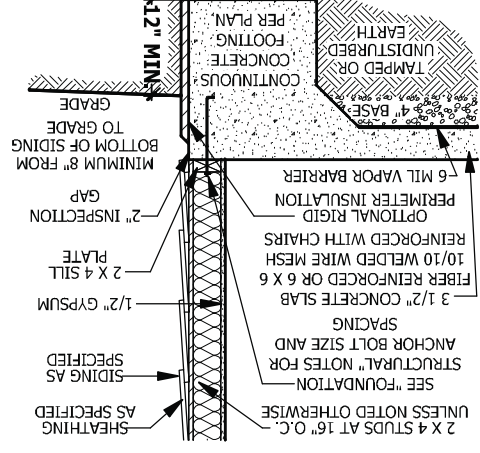 2 X 4 STUDS AT 16" O.C.
UNLESS NOTED OTHERWISE
SEE "FOUNDATION
STRUCTURAL" NOTES FOR
ANCHOR BOLT SIZE AND
SPACING
3 1/2" CONCRETE SLAB
FIBER REINFORCED OR 6 X 6
10/10 WELDED WIRE MESH
REINFORCED WITH CHAIRS
OPTIONAL RIGID
PERIMETER INSULATION
6 MIL VAPOR BARRIER
4" BASE
TAMPED OR
UNDISTURBED
EARTH
SHEATHING
AS SPECIFIED
SIDING AS
SPECIFIED
1/2" GYPSUM
2 X 4 SILL
PLATE
2" INSPECTION
GAP
MINIMUM 8" FROM
BOTTOM OF SIDING
TO GRADE
GRADE
CONTINUOUS
CONCRETE
FOOTING
PER PLAN
12" MIN.